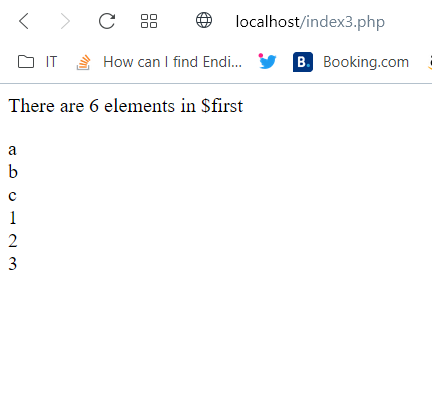 localhost/index3.php
IT How can I find Endi... B. Booking.com
There are 6 elements in $first
a
b
c
1
2
3